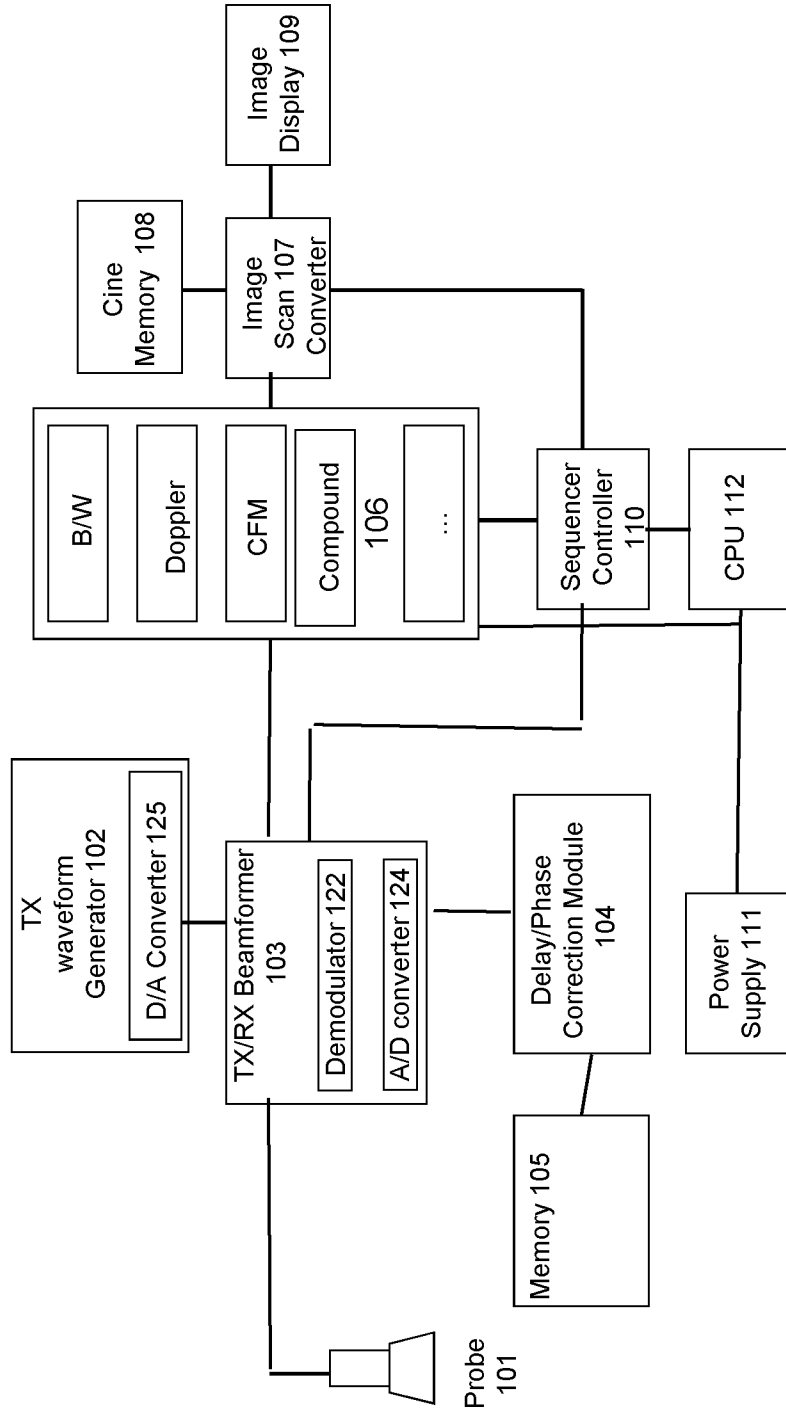 TX
waveform
Generator 102
D/A Converter 125
TX/RX Beamformer
103
Demodulator 122
A/D converter 124
Probe
101
Memory 105
Delay/Phase
Correction Module
104
Power
Supply 111
B/W
Doppler
CFM
Compound
106
...
Cine
Memory 108
Image
Scan 107
Converter
Image
Display 109
Sequencer
Controller
110
CPU 112